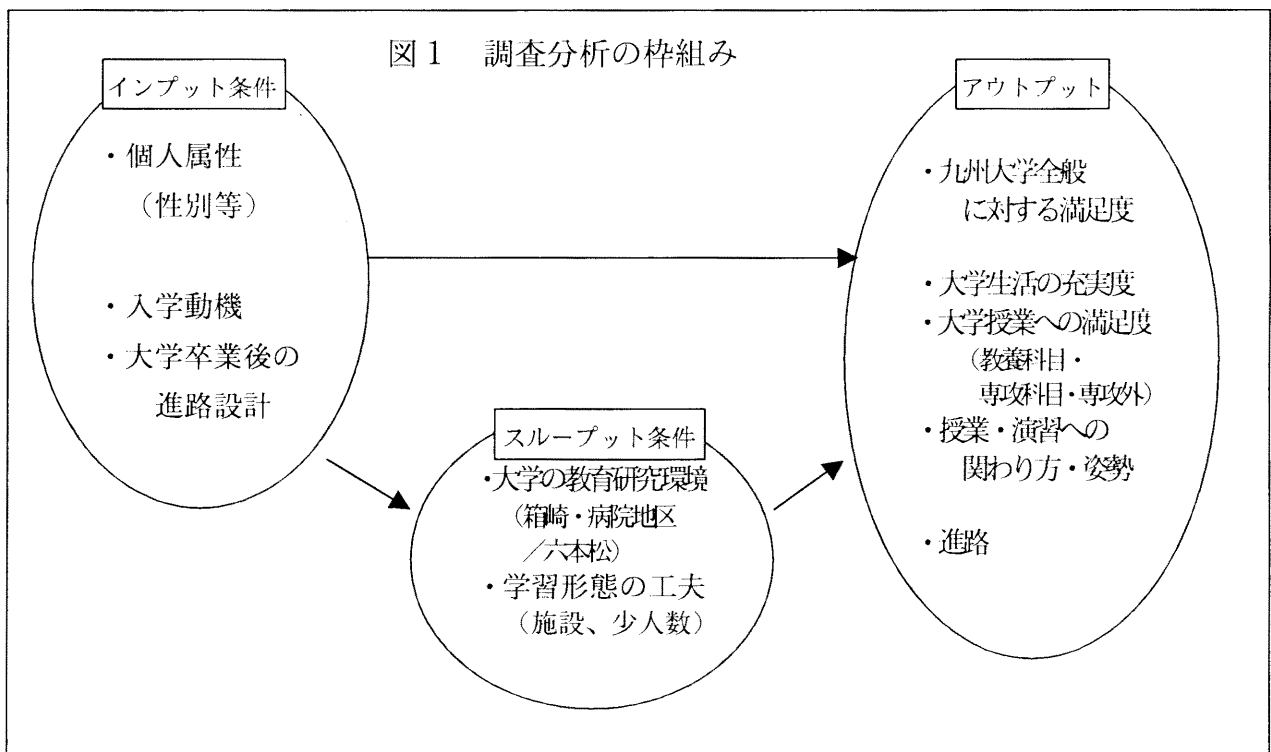 図1 調査分析の枠組み
インプット条件
・個人属性
（性別等）
・入学動機
・大学卒業後の
進路設計
スループット条件
・大学の教育研究環境
（箱崎・病院地区
／六本松）
・学習形態の工夫
（施設、少人数）
アウトプット
・九州大学全般
に対する満足度
・大学生活の充実度
・大学授業への満足度
（教養科目・
専攻科目・専攻外）
・授業・演習への
関わり方・姿勢
・進路